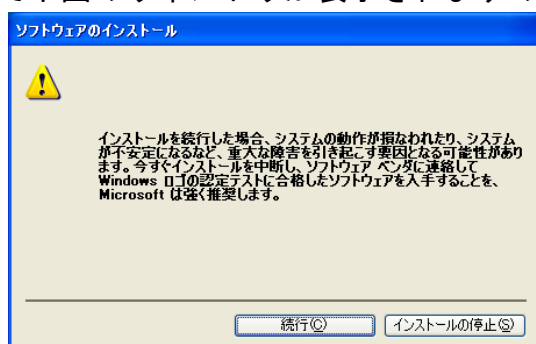 ソフトウェアのインストール
インストールを続行した場合、システムの動作が損なわれたり、システム
が不安定になるなど、重大な障害を引き起こす要因となる可能性があり
ます。今すぐインストールを中断し、ソフトウェア ベンダに連絡して
Windows ロゴの認定テストに合格したソフトウェアを入手することを、
Microsoft は強く推奨します。
続行(C)
インストールの停止(S)